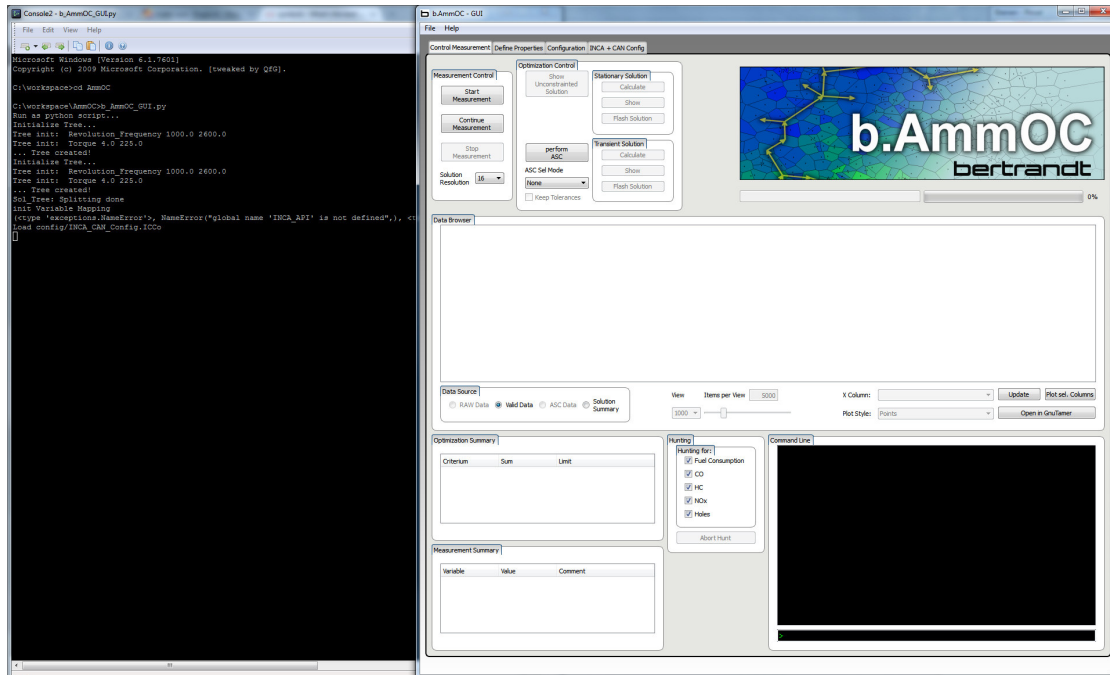 Console2 - b_AmmOC_GUI.py
File Edit View Help
Microsoft Windows [Version 6.1.7601]
Copyright (c) 2009 Microsoft Corporation. [tweaked by QfG].
C:\workspace>cd AmmOC
C:\workspace\AmmOC>b_AmmOC_GUI.py
Run as python script...
Initialize Tree...
Tree init: Revolution_Frequency 1000.0 2600.0
Tree init: Torque 4.0 225.0
... Tree created!
Initialize Tree...
Tree init: Revolution_Frequency 1000.0 2600.0
Tree init: Torque 4.0 225.0
... Tree created!
Sol_Tree: Splitting done
init Variable Mapping
(<type 'exceptions.NameError'>, NameError("global name 'INCA_API' is not defined",), <t
Load config/INCA_CAN_Config.ICCo
b.AmmOC - GUI
File Help
Control Measurement Define Properties Configuration INCA + CAN Config
Measurement Control
Start
Measurement
Continue
Measurement
Stop
Measurement
Solution
Resolution
16
Optimization Control
Show
Unconstrainted
Solution
perform
ASC
ASC Sel Mode
None
Keep Tolerances
Stationary Solution
Calculate
Show
Flash Solution
Transient Solution
Calculate
Show
Flash Solution
b.AmmOC
bertrandt
0%
Data Browser
Data Source
RAW Data Valid Data ASC Data Solution
Summary
View Items per View 5000
1000
X Column: Update Plot sel. Columns
Plot Style: Points Open in GnuTamer
Optimization Summary
Criterium Sum Limit
Measurement Summary
Variable Value Comment
Hunting
Hunting for:
Fuel Consumption
CO
HC
NOx
Holes
Abort Hunt
Command Line
>